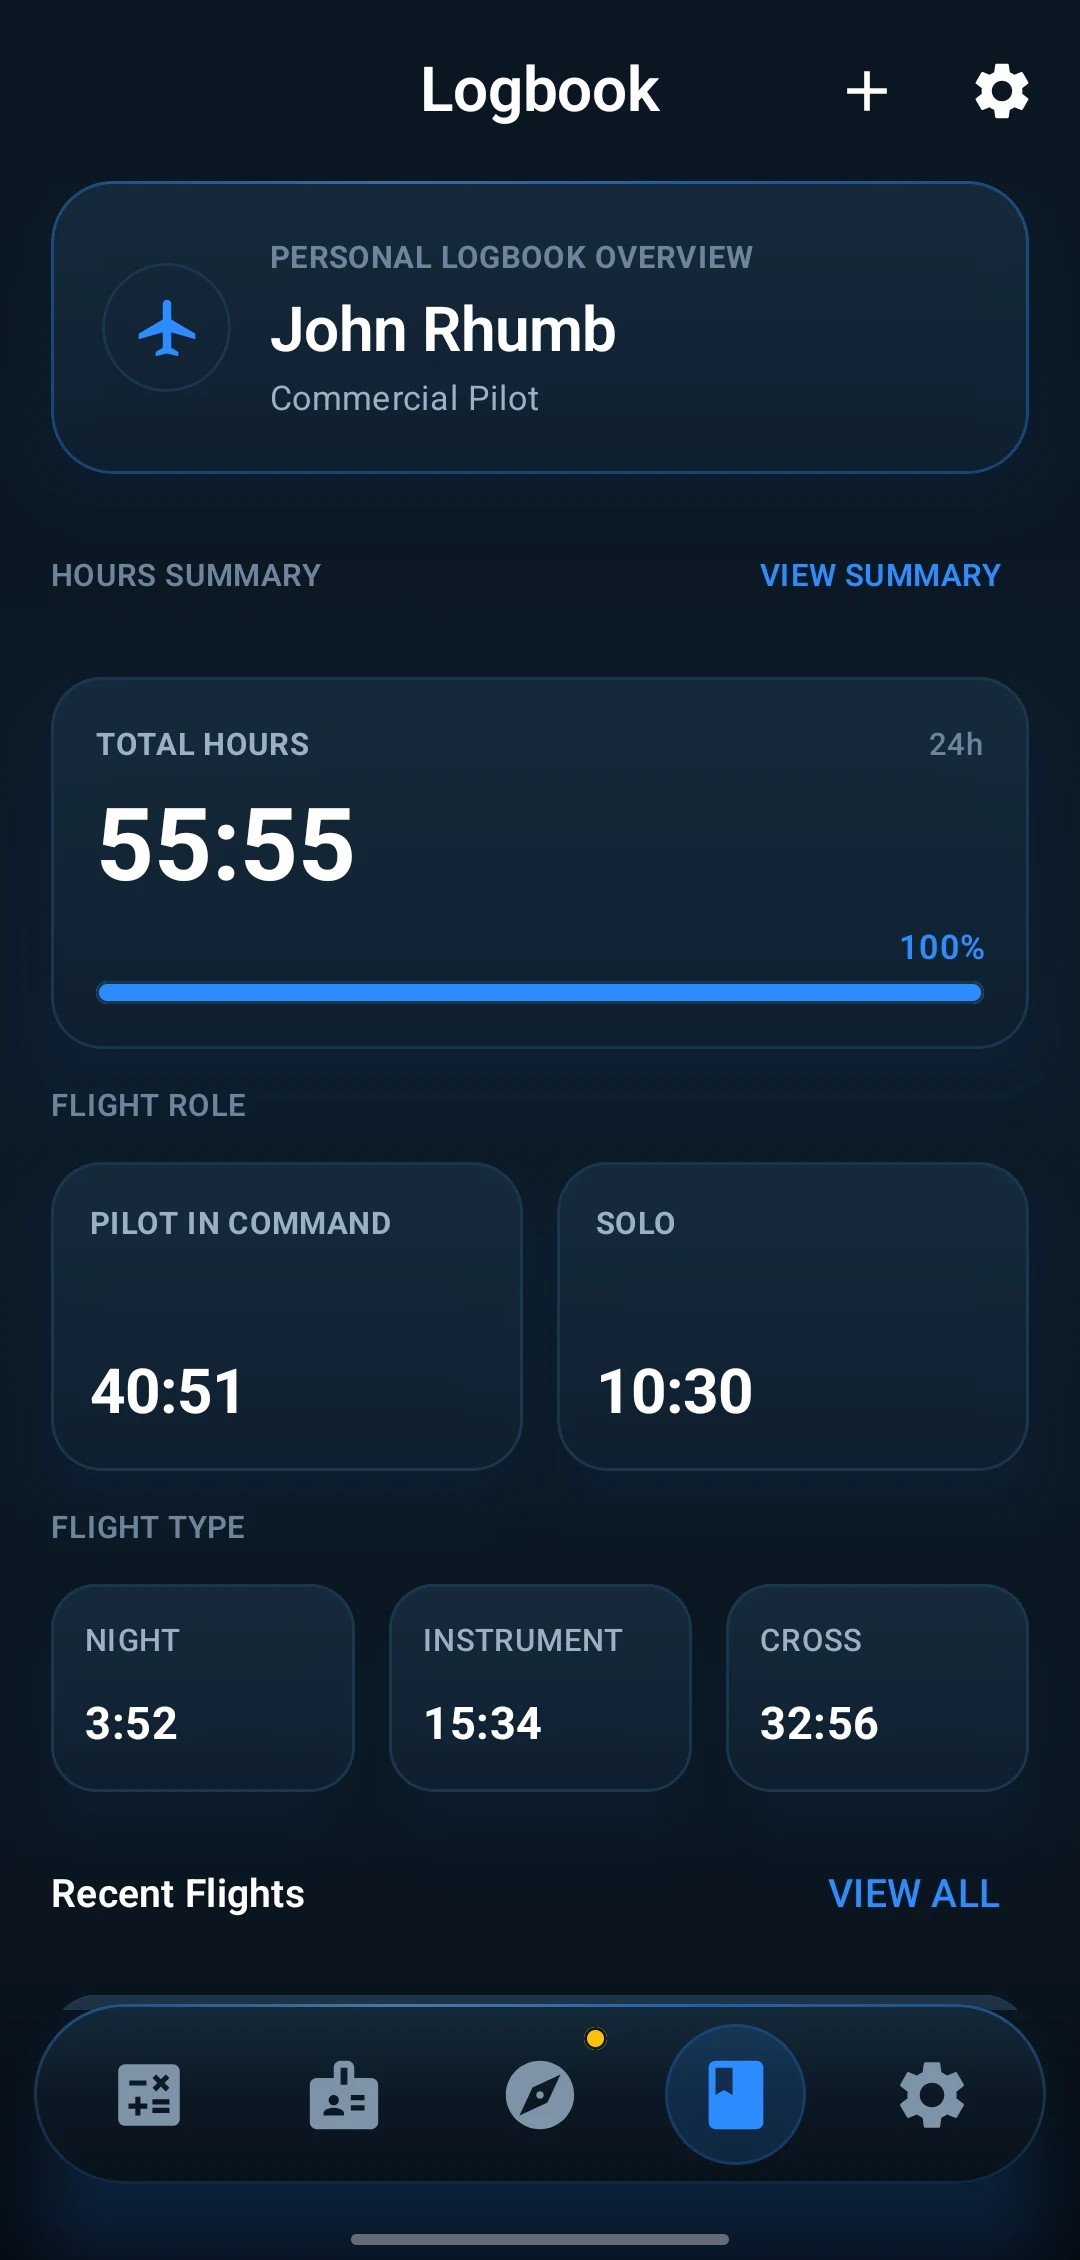 Logbook
PERSONAL LOGBOOK OVERVIEW
John Rhumb
Commercial Pilot
HOURS SUMMARY
VIEW SUMMARY
TOTAL HOURS
24h
55:55
100%
FLIGHT ROLE
PILOT IN COMMAND
40:51
SOLO
10:30
FLIGHT TYPE
NIGHT
3:52
INSTRUMENT
15:34
CROSS
32:56
Recent Flights
VIEW ALL